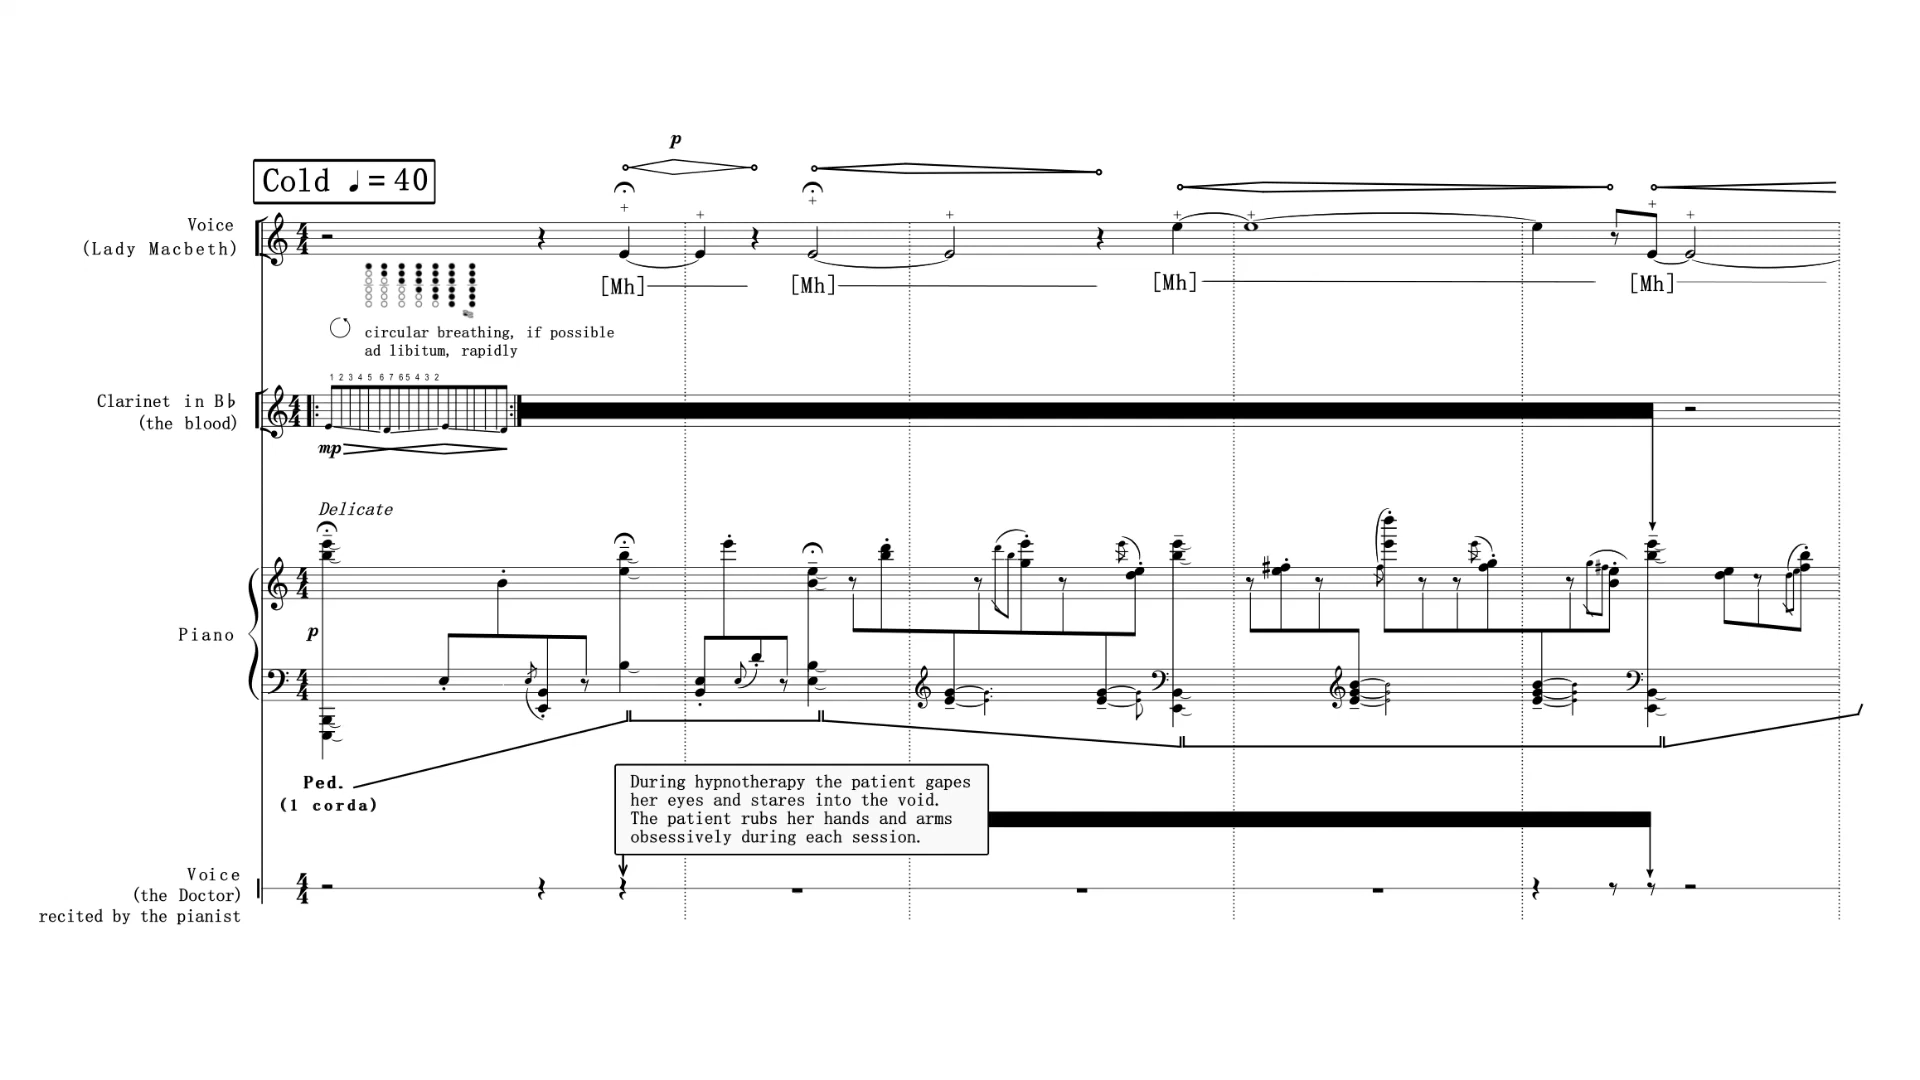 p
Cold ♩ = 40
Voice
(Lady Macbeth)
[Mh] [Mh] [Mh] [Mh]
circular breathing, if possible
ad libitum, rapidly
1 2 3 4 5 6 7 6 5 4 3 2
Clarinet in B♭
(the blood)
mp
Delicate
p
Piano
Ped.
(1 corda)
During hypnotherapy the patient gapes
her eyes and stares into the void.
The patient rubs her hands and arms
obsessively during each session.
Voice
(the Doctor)
recited by the pianist